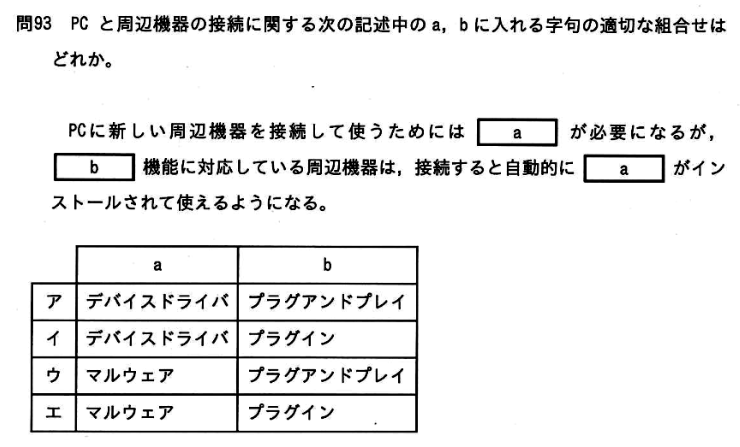 問93 PC と周辺機器の接続に関する次の記述中の a，b に入れる字句の適切な組合せは
どれか。
PCに新しい周辺機器を接続して使うためには a が必要になるが，
b 機能に対応している周辺機器は，接続すると自動的に a がイン
ストールされて使えるようになる。
a b
ア デバイスドライバ プラグアンドプレイ
イ デバイスドライバ プラグイン
ウ マルウェア プラグアンドプレイ
エ マルウェア プラグイン